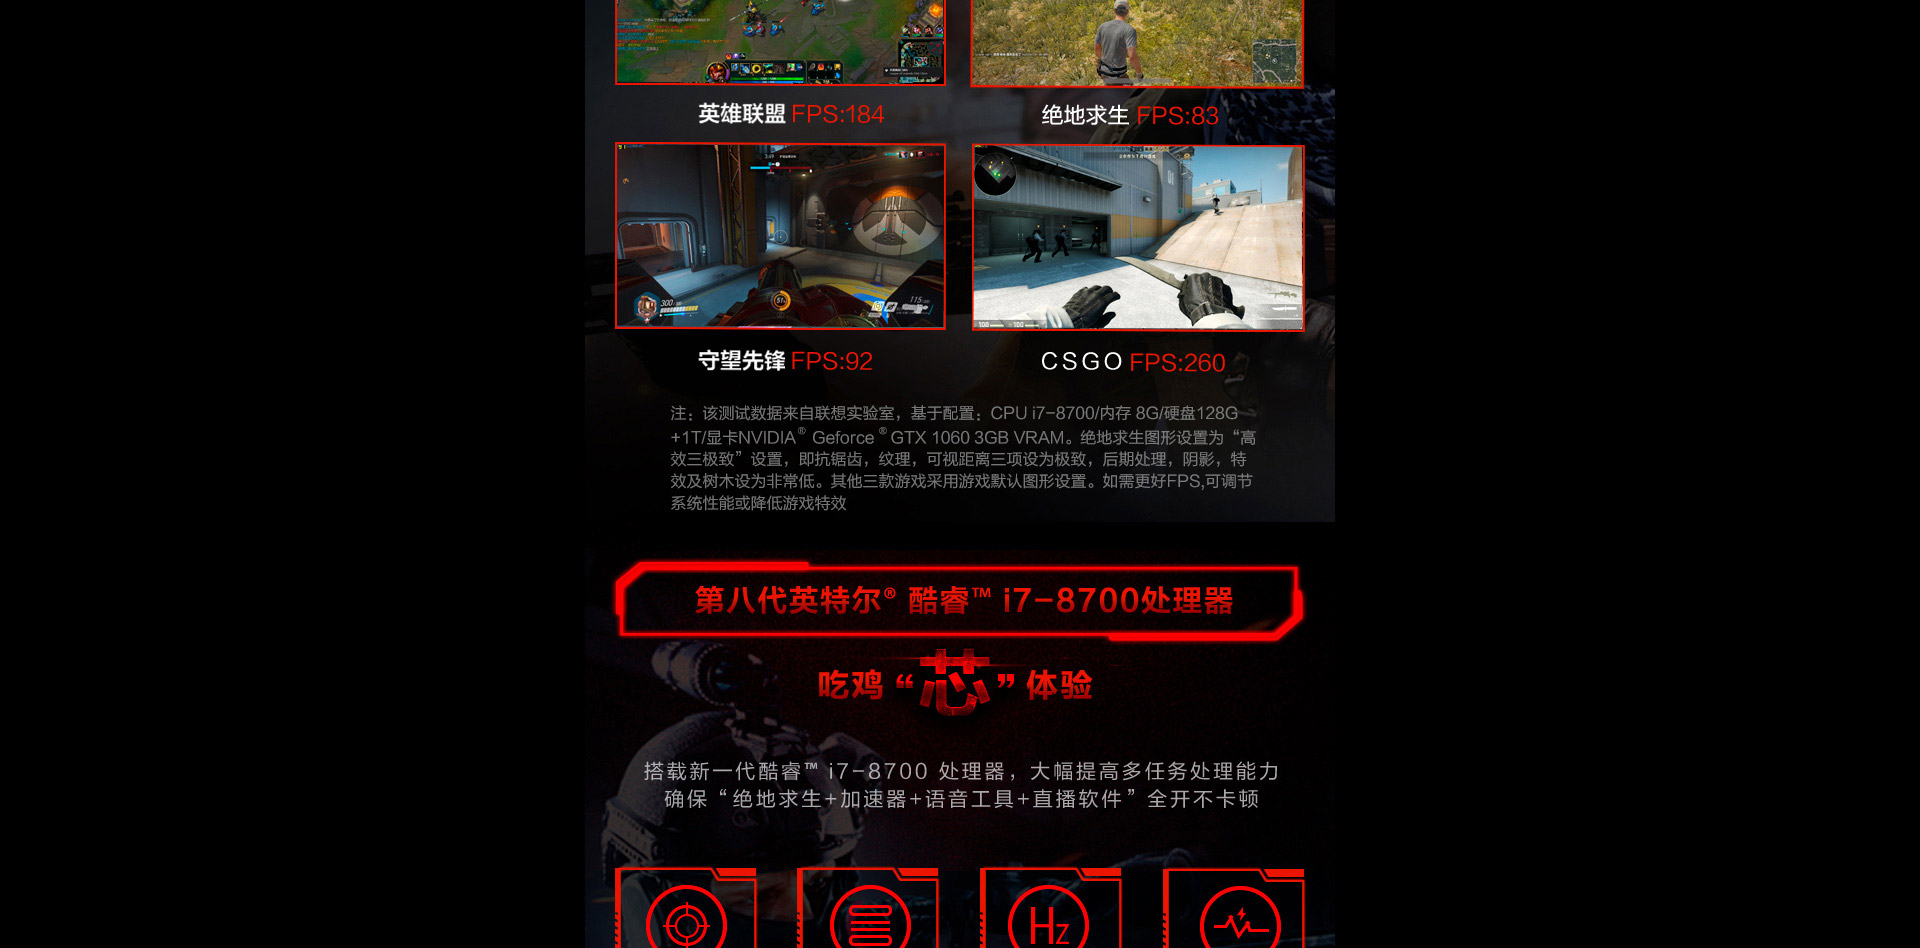 英雄联盟 FPS:184
绝地求生 FPS:83
300
51
115
100
100
守望先锋 FPS:92
CSGO FPS:260
注：该测试数据来自联想实验室，基于配置：CPU i7-8700/内存 8G/硬盘128G
+1T/显卡NVIDIA® Geforce ®GTX 1060 3GB VRAM。绝地求生图形设置为“高
效三极致”设置，即抗锯齿，纹理，可视距离三项设为极致，后期处理，阴影，特
效及树木设为非常低。其他三款游戏采用游戏默认图形设置。如需更好FPS,可调节
系统性能或降低游戏特效
第八代英特尔® 酷睿™ i7-8700处理器
吃鸡“芯”体验
搭载新一代酷睿™ i7-8700 处理器，大幅提高多任务处理能力
确保“绝地求生+加速器+语音工具+直播软件”全开不卡顿
Hz